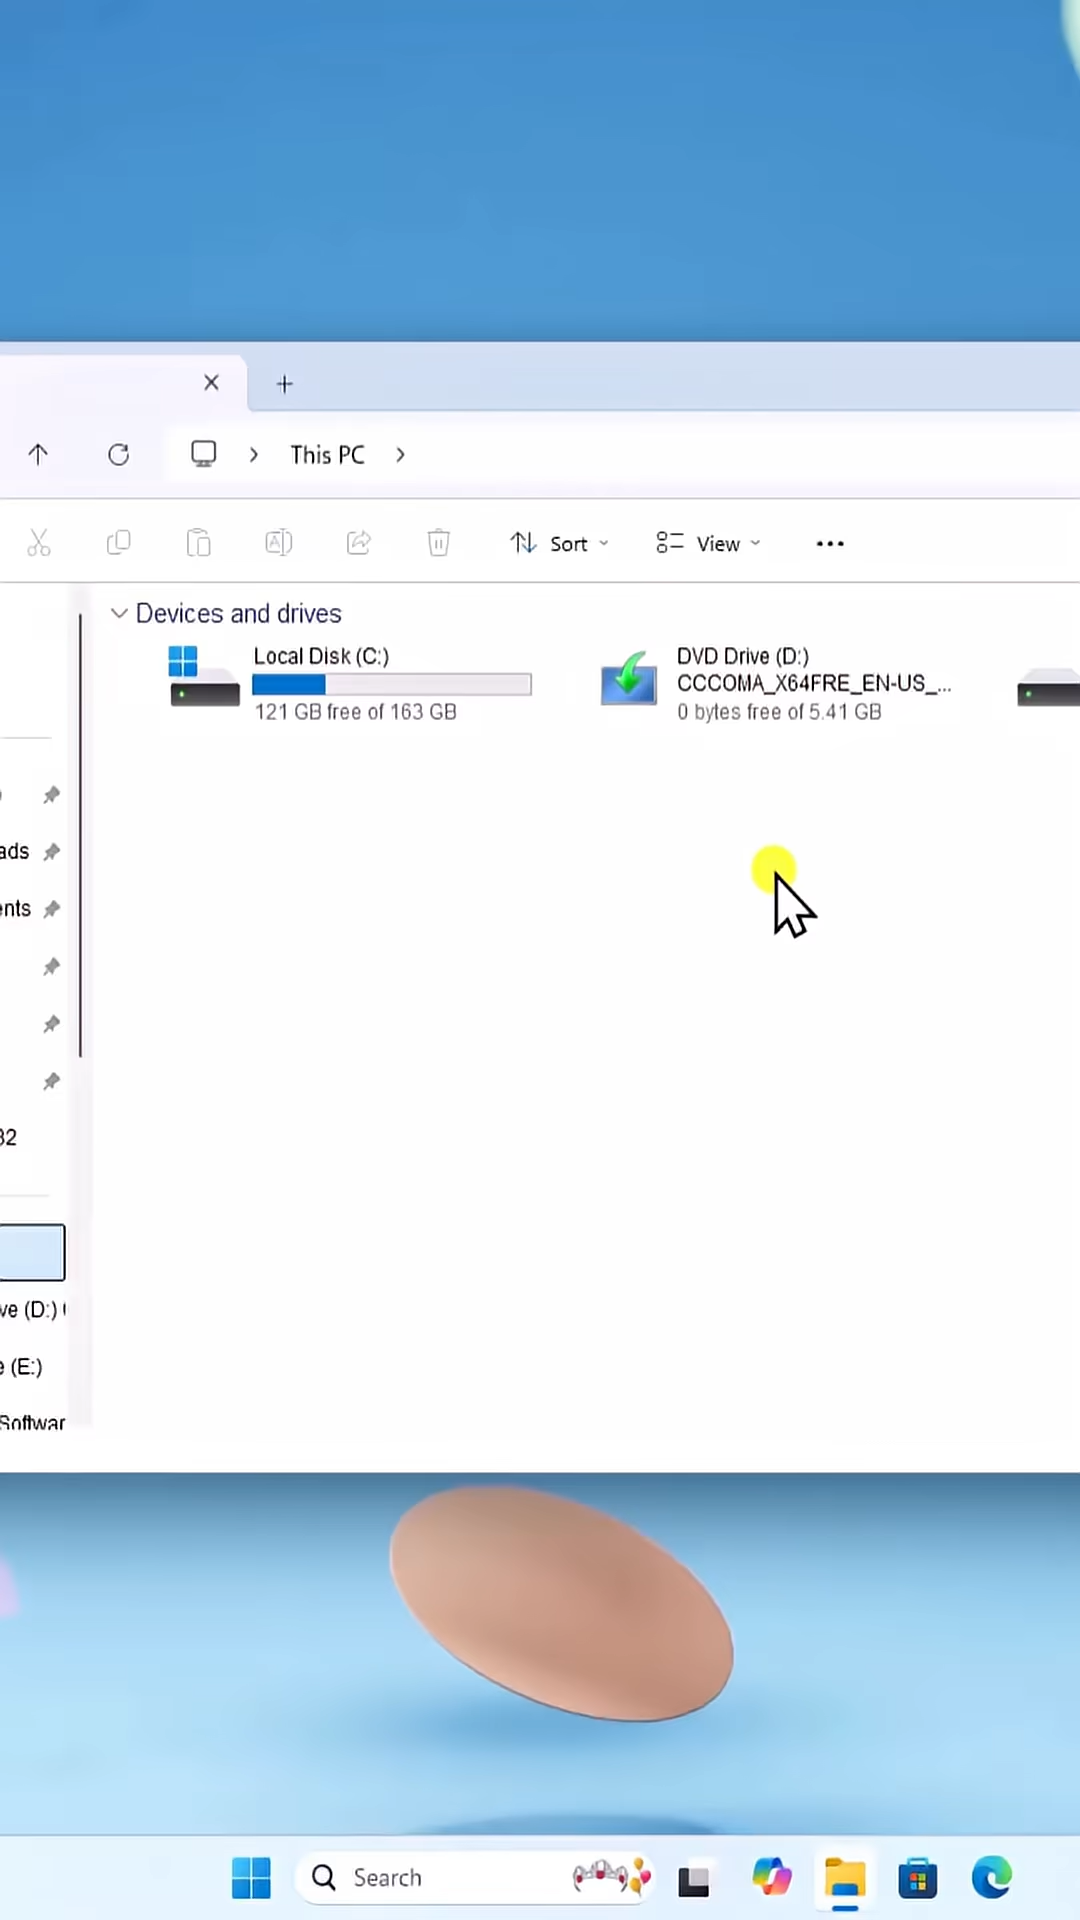 This PC
Sort
View
Devices and drives
Local Disk (C:)
121 GB free of 163 GB
DVD Drive (D:)
CCCOMA_X64FRE_EN-US_...
0 bytes free of 5.41 GB
ads
ents
32
ve (D:)
e (E:)
Softwar
Search